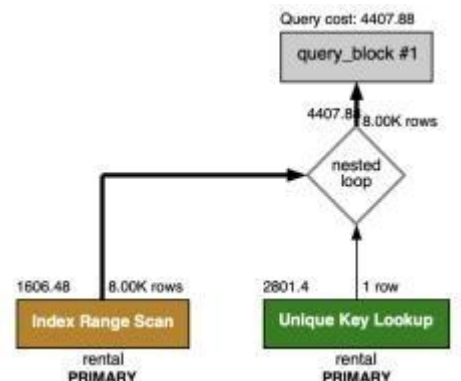 Query cost: 4407.88
query_block #1
4407.88
8.00K rows
nested
loop
1606.48
8.00K rows
2801.4
1 row
Index Range Scan
Unique Key Lookup
rental
PRIMARY
rental
PRIMARY